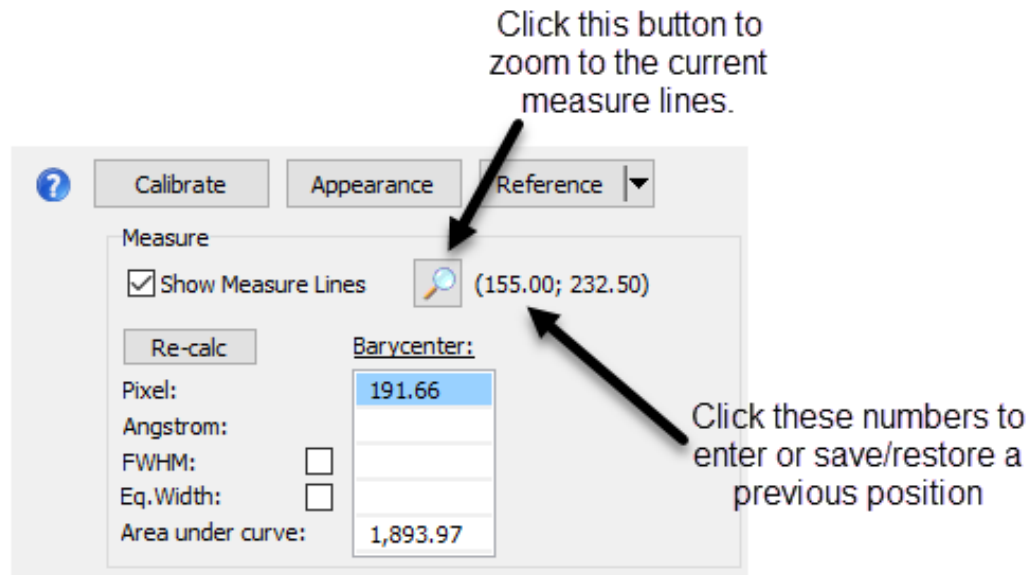 Click this button to
zoom to the current
measure lines.
? Calibrate Appearance Reference
Measure
Show Measure Lines (155.00; 232.50)
Re-calc Barycenter:
Pixel: 191.66
Angstrom:
FWHM:
Eq.Width:
Area under curve: 1,893.97
Click these numbers to
enter or save/restore a
previous position